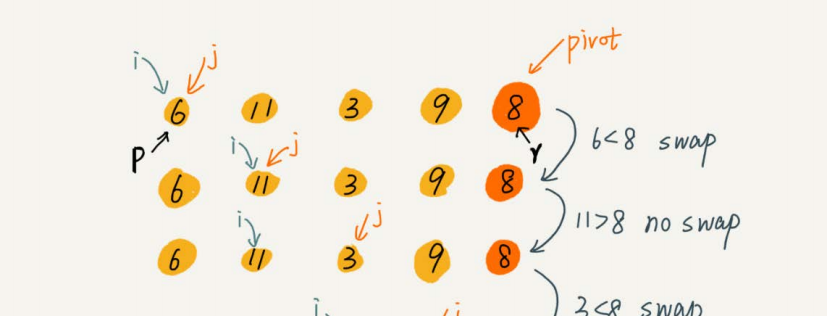 pivot
i j
6 11 3 9 8
p r
6<8 swap
i j
6 11 3 9 8
11>8 no swap
i j
6 11 3 9 8
i j
3<8 swap